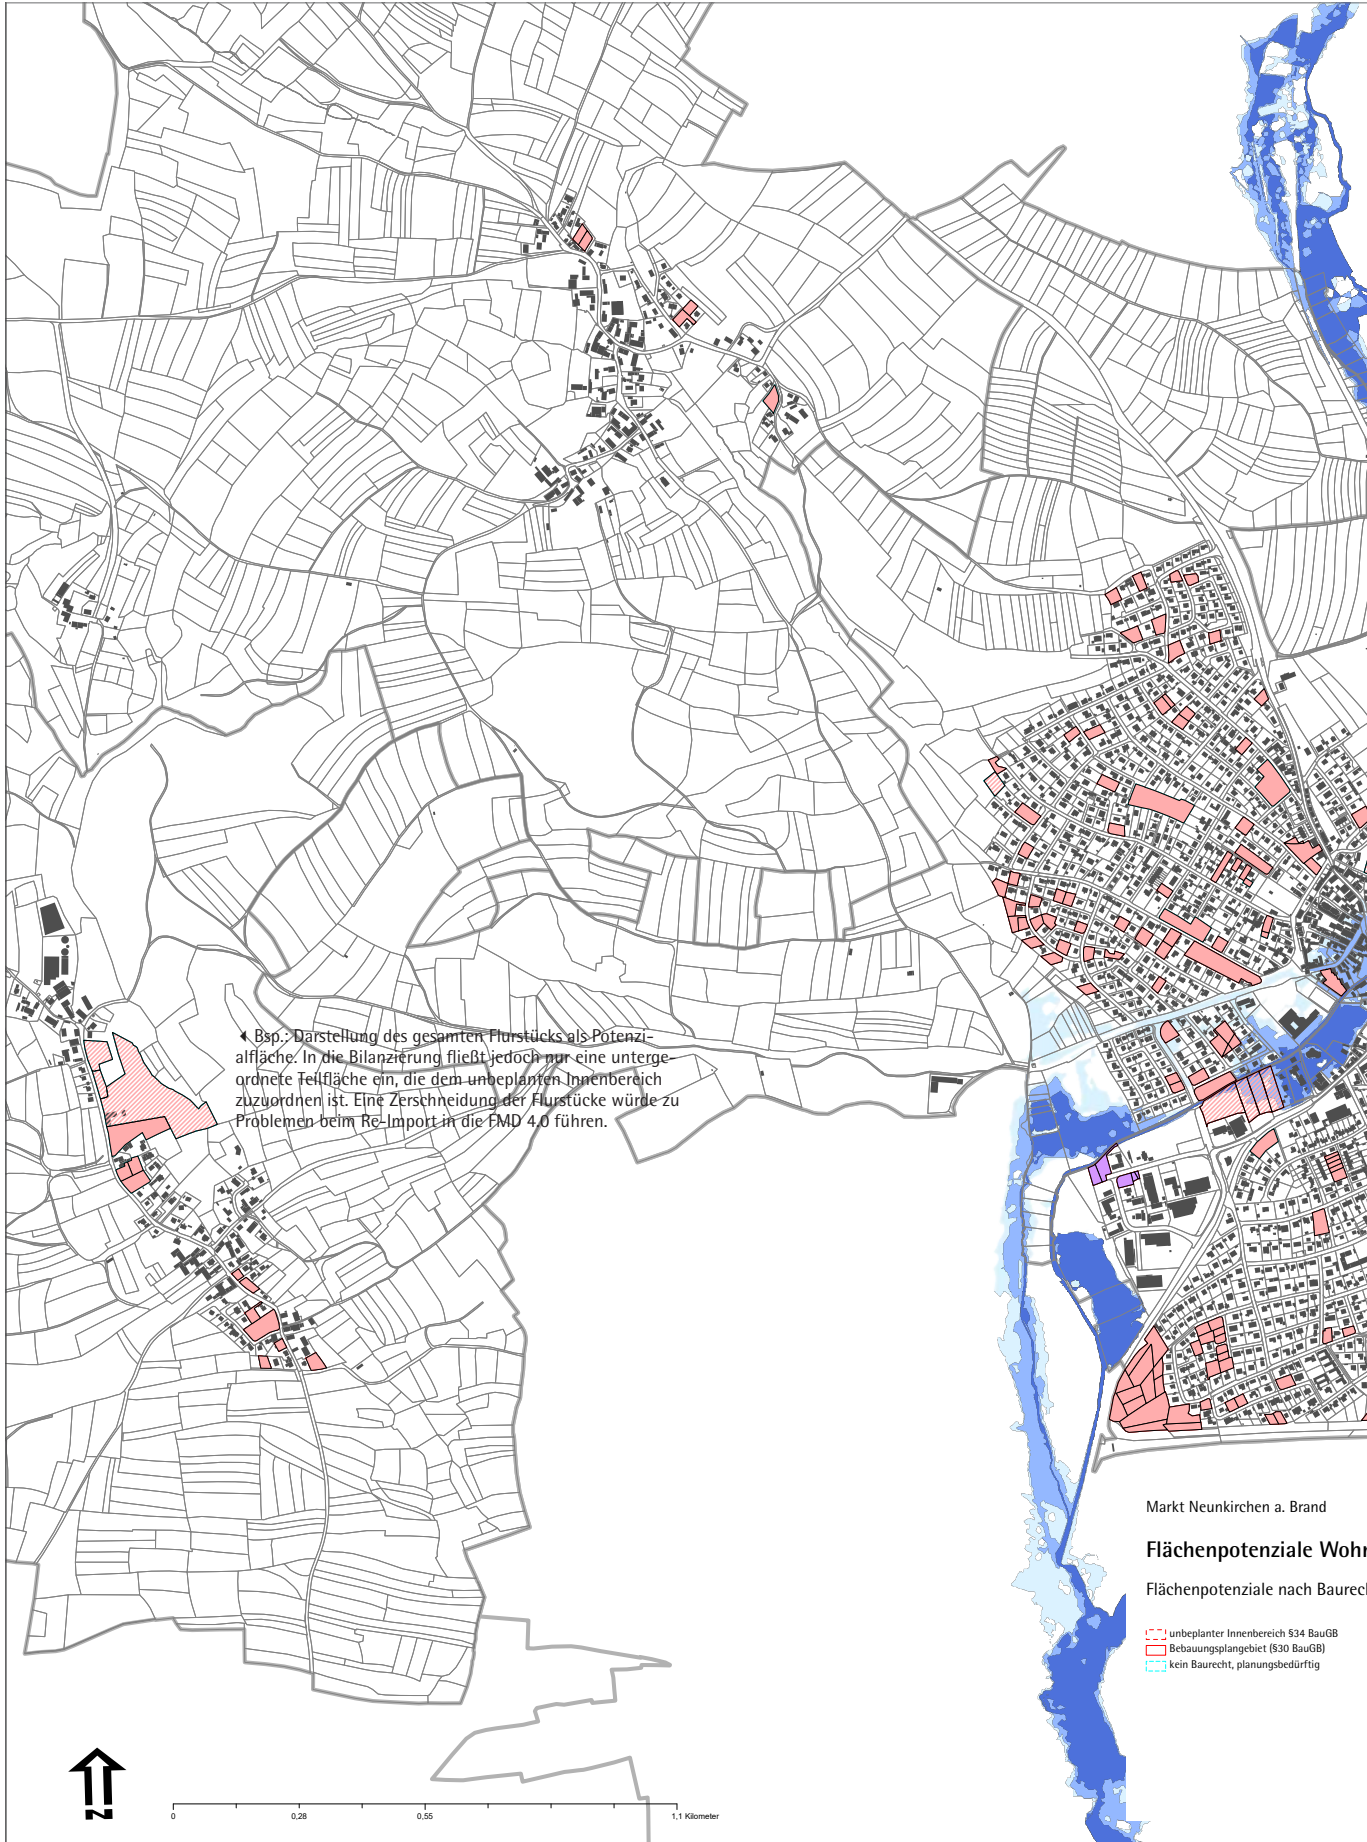 ◀ Bsp.: Darstellung des gesamten Flurstücks als Potenzi-
alfläche. In die Bilanzierung fließt jedoch nur eine unterge-
ordnete Teilfläche ein, die dem unbeplanten Innenbereich
zuzuordnen ist. Eine Zerschneidung der Flurstücke würde zu
Problemen beim Re-Import in die FMD 4.0 führen.
Markt Neunkirchen a. Brand
Flächenpotenziale Wohn
Flächenpotenziale nach Baurech
unbeplanter Innenbereich §34 BauGB
Bebauungsplangebiet (§30 BauGB)
kein Baurecht, planungsbedürftig
N
0 0,28 0,55 1,1 Kilometer